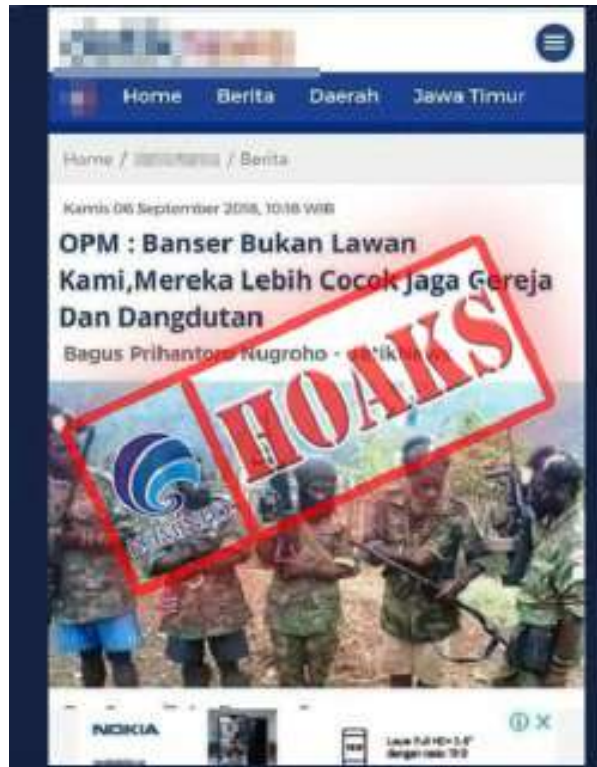 Home Berita Daerah Jawa Timur
Home / / Berita
Kamis 06 September 2018, 10:18 WIB
OPM : Banser Bukan Lawan
Kami,Mereka Lebih Cocok Jaga Gereja
Dan Dangdutan
Bagus Prihantoro Nugroho -
HOAKS
NOKIA